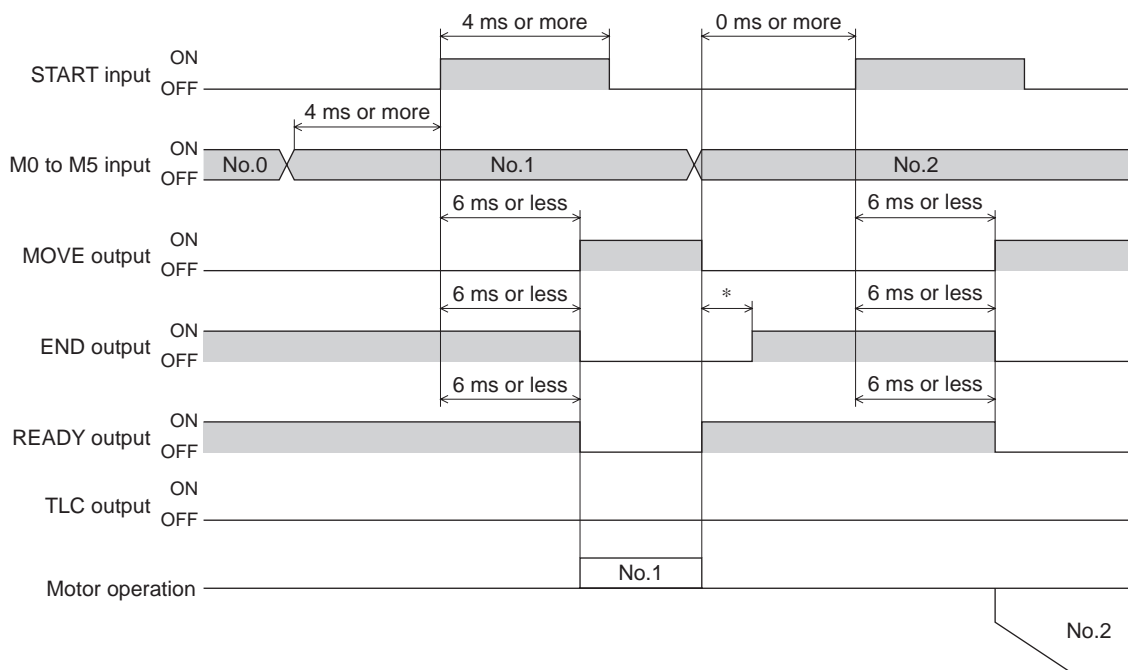 4 ms or more
0 ms or more
START input
ON
OFF
4 ms or more
M0 to M5 input
ON
OFF
No.0
No.1
No.2
6 ms or less
6 ms or less
MOVE output
ON
OFF
6 ms or less
*
6 ms or less
END output
ON
OFF
6 ms or less
6 ms or less
READY output
ON
OFF
TLC output
ON
OFF
Motor operation
No.1
No.2